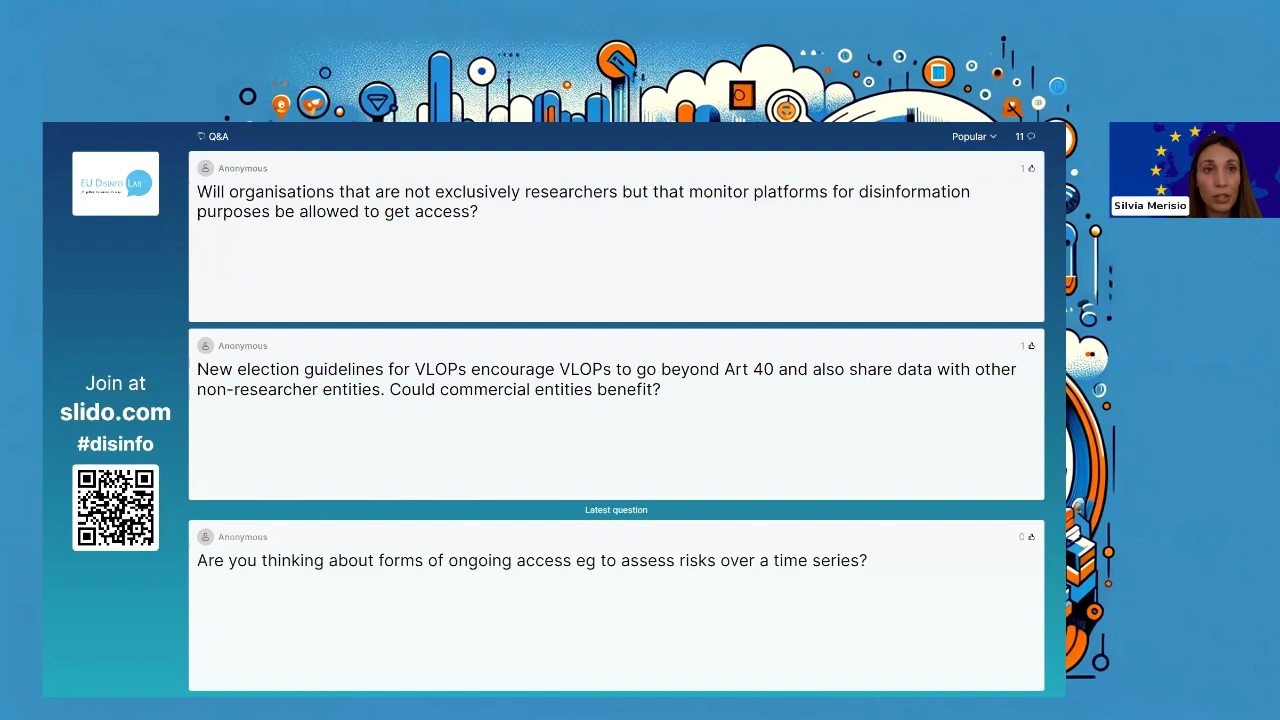 Q&A
Popular
11
EU DISINFO LAB
Anonymous
1
Will organisations that are not exclusively researchers but that monitor platforms for disinformation
purposes be allowed to get access?
Silvia Merisio
Anonymous
1
New election guidelines for VLOPs encourage VLOPs to go beyond Art 40 and also share data with other
non-researcher entities. Could commercial entities benefit?
Join at
slido.com
#disinfo
Latest question
Anonymous
0
Are you thinking about forms of ongoing access eg to assess risks over a time series?